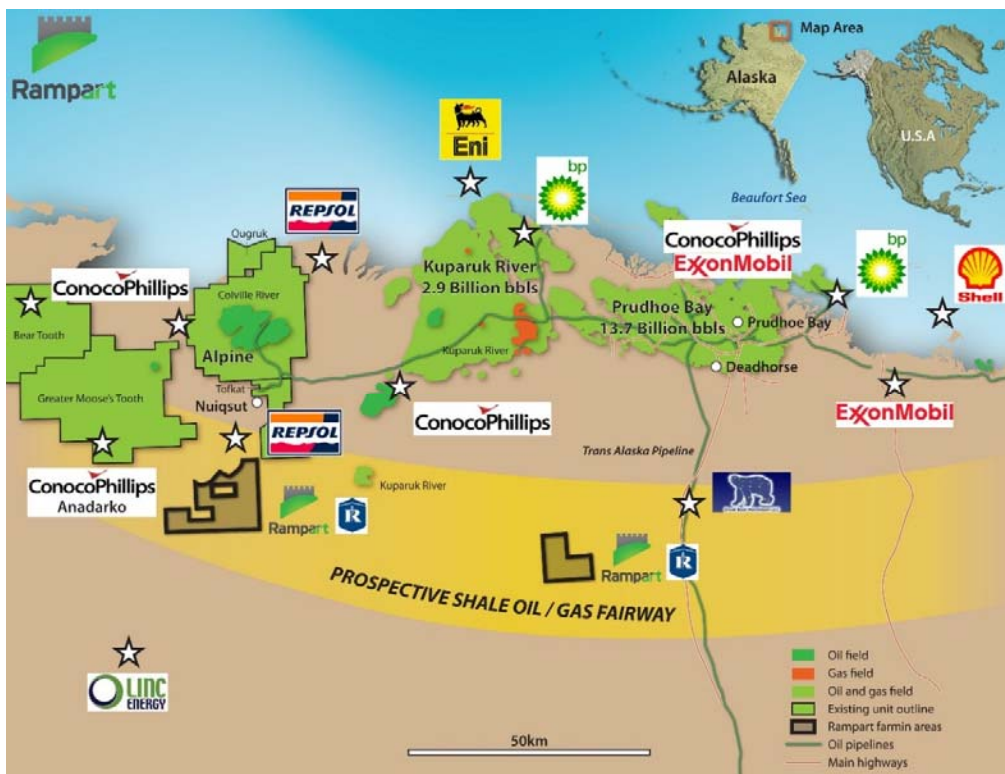 Rampart
Map Area
Alaska
U.S.A
Beaufort Sea
Eni
bp
REPSOL
Qugruk
ConocoPhillips
ExxonMobil
bp
Shell
ConocoPhillips
Kuparuk River
2.9 Billion bbls
Colville River
Prudhoe Bay
13.7 Billion bbls
Prudhoe Bay
Bear Tooth
Alpine
Kuparuk River
Deadhorse
Tofkat
Greater Moose's Tooth
Nuiqsut
ConocoPhillips
ExxonMobil
REPSOL
Trans Alaska Pipeline
ConocoPhillips
Anadarko
Kuparuk River
Rampart
R
Rampart
R
PROSPECTIVE SHALE OIL / GAS FAIRWAY
LINC
ENERGY
50km
Oil field
Gas field
Oil and gas field
Existing unit outline
Rampart farmin areas
Oil pipelines
Main highways